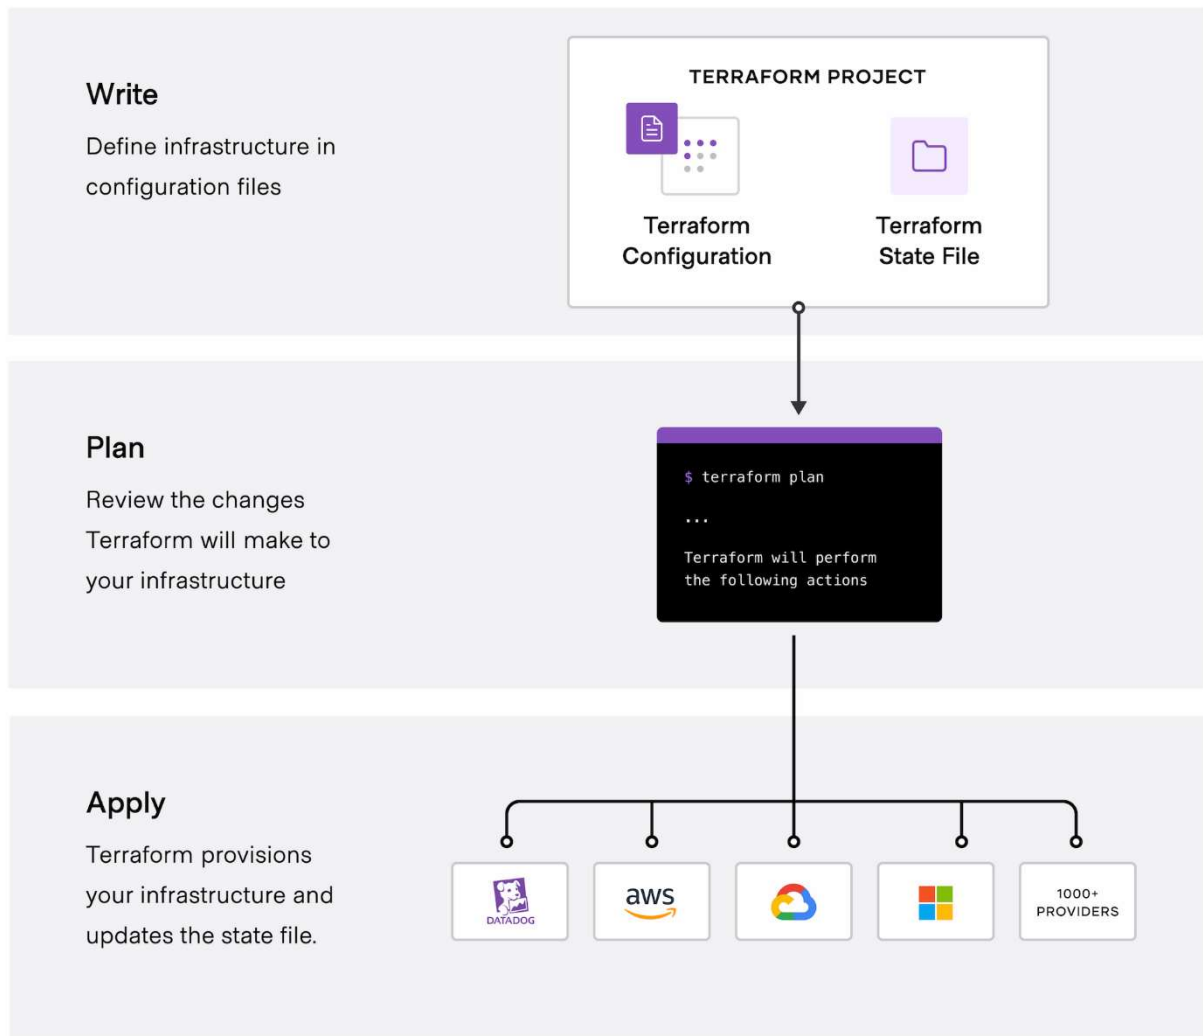 Write
Define infrastructure in
configuration files
TERRAFORM PROJECT
Terraform
Configuration
Terraform
State File
Plan
Review the changes
Terraform will make to
your infrastructure
$ terraform plan
...
Terraform will perform
the following actions
Apply
Terraform provisions
your infrastructure and
updates the state file.
DATADOG
aws
1000+
PROVIDERS